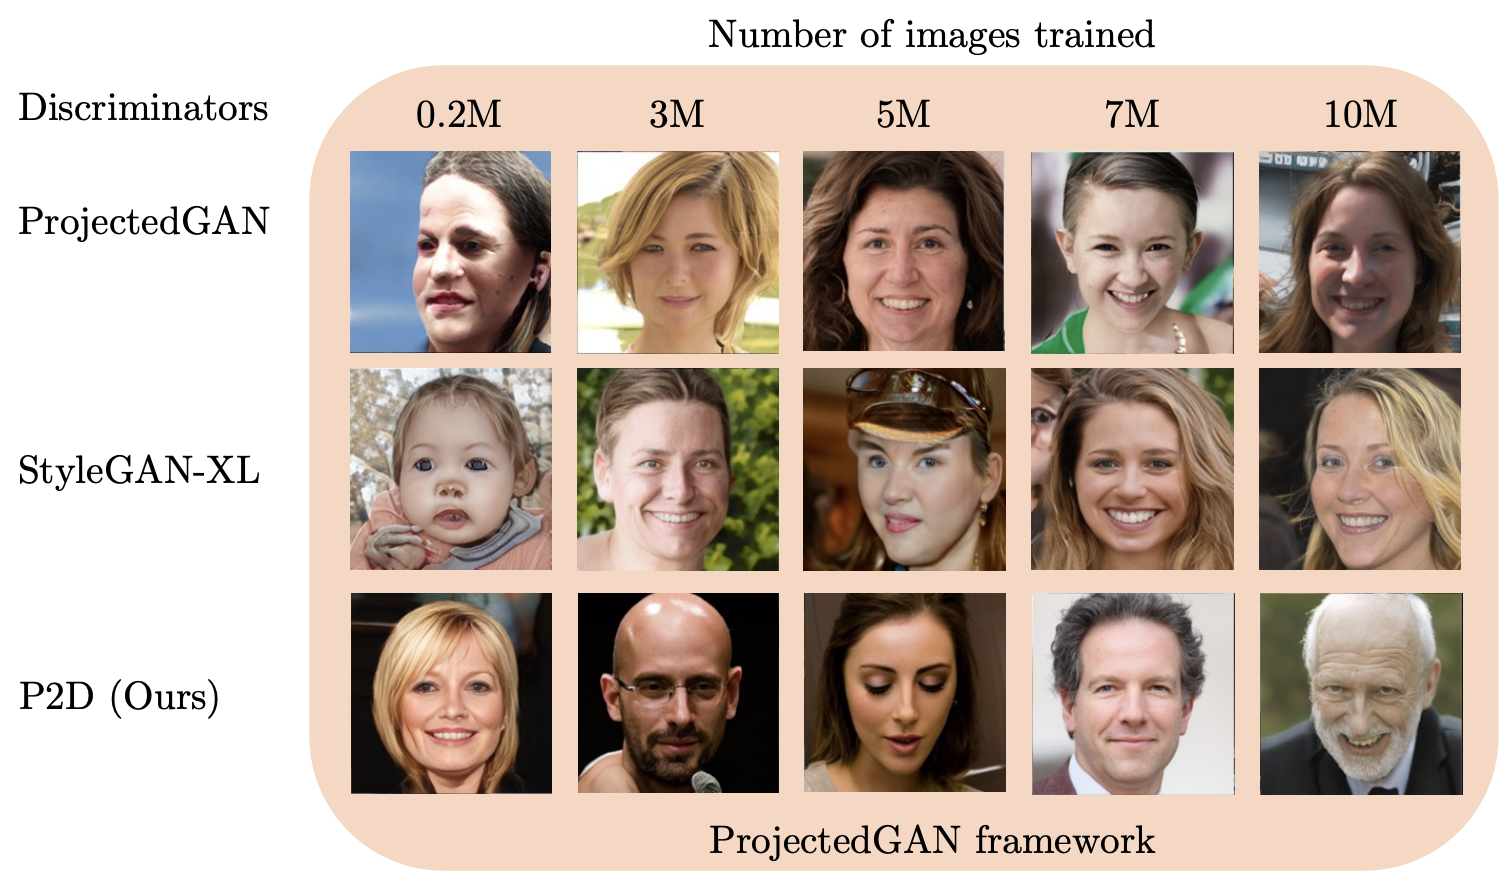 Number of images trained
Discriminators 0.2M 3M 5M 7M 10M
ProjectedGAN
StyleGAN-XL
P2D (Ours)
ProjectedGAN framework